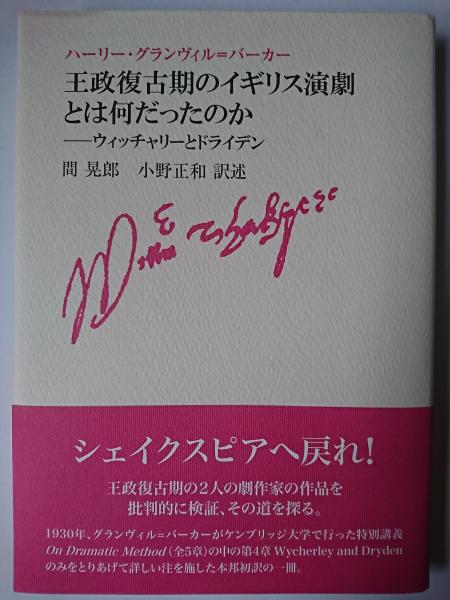 ハーリー・グランヴィル=バーカー
王政復古期のイギリス演劇
とは何だったのか
──ウィッチャリーとドライデン
間 晃郎 小野正和 訳述
シェイクスピアへ戻れ!
王政復古期の2人の劇作家の作品を
批判的に検証、その道を探る。
1930年、グランヴィル=バーカーがケンブリッジ大学で行った特別講義
On Dramatic Method(全5章)の中の第4章 Wycherley and Dryden
のみをとりあげて詳しい注を施した本邦初訳の一冊。